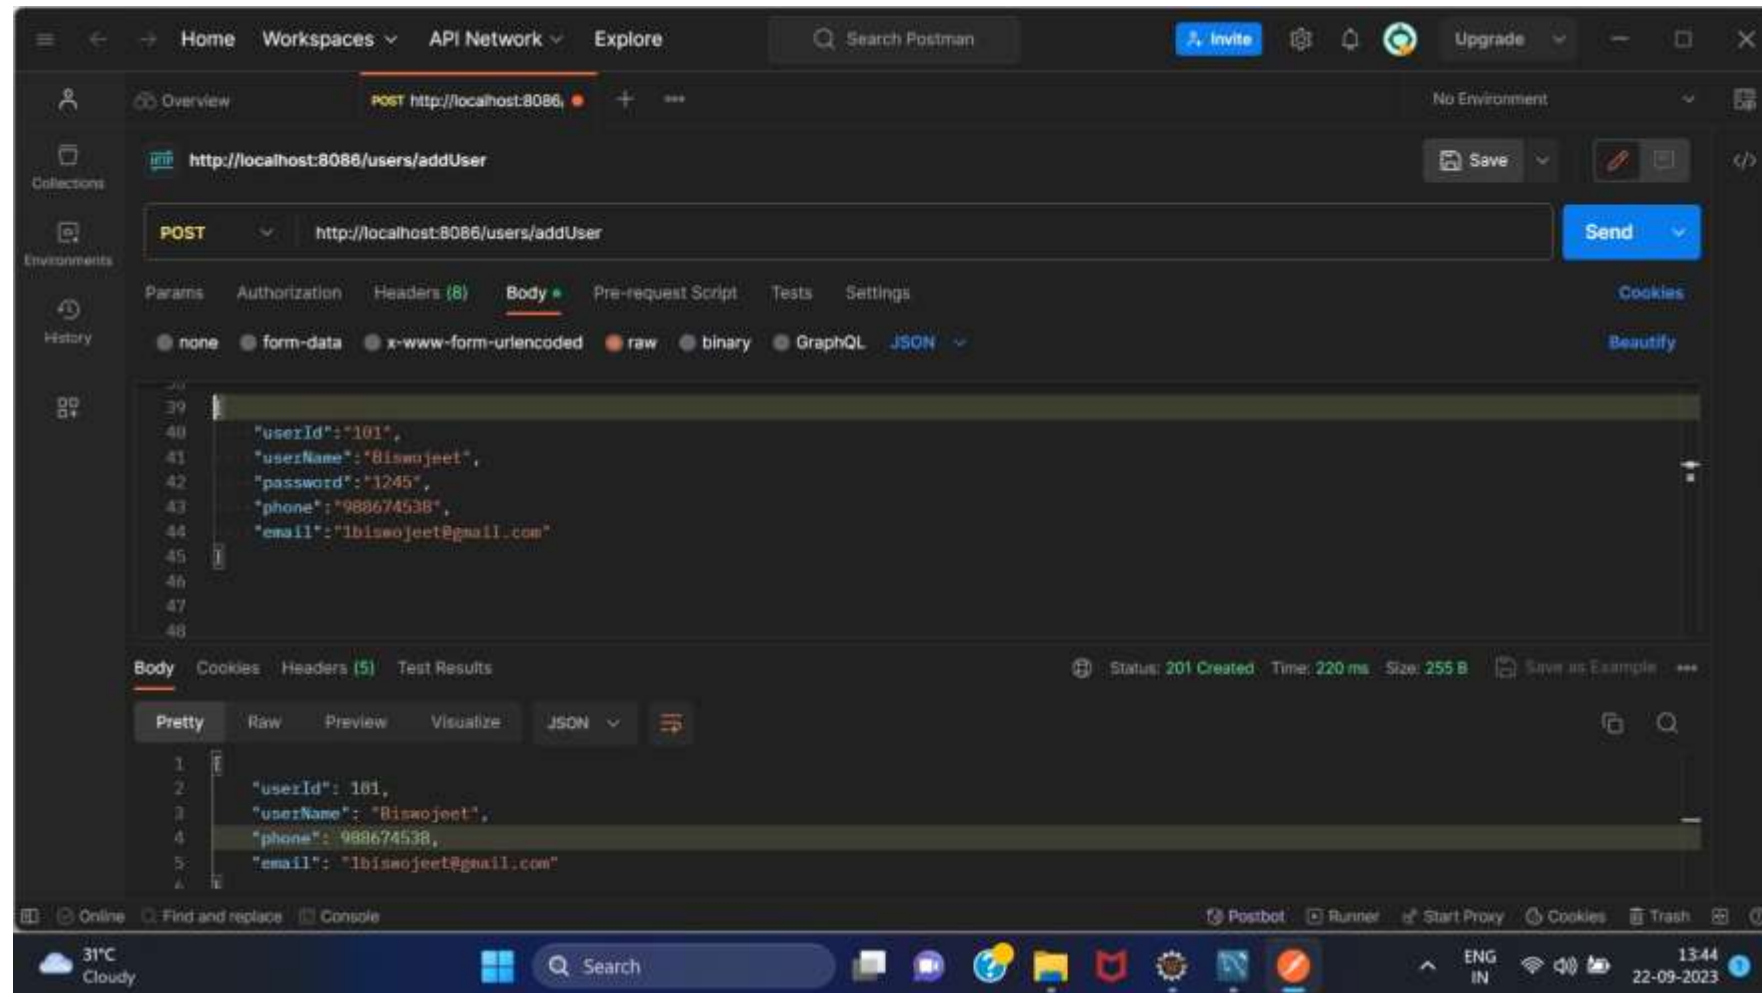 Home Workspaces API Network Explore Search Postman Invite Upgrade
Overview POST http://localhost:8086, No Environment
HTTP http://localhost:8086/users/addUser Save
Collections
POST http://localhost:8086/users/addUser Send
Environments
Params Authorization Headers (8) Body Pre-request Script Tests Settings Cookies
History
none form-data x-www-form-urlencoded raw binary GraphQL JSON Beautify
38
39 {
40 "userId":"101",
41 "userName":"Biswojeet",
42 "password":"1245",
43 "phone":"988674538",
44 "email":"1biswojeet@gmail.com"
45 }
46
47
48
Body Cookies Headers (5) Test Results Status: 201 Created Time: 220 ms Size: 255 B Save as Example
Pretty Raw Preview Visualize JSON
1 {
2 "userId": 101,
3 "userName": "Biswojeet",
4 "phone": 988674538,
5 "email": "1biswojeet@gmail.com"
6 }
Online Find and replace Console Postbot Runner Start Proxy Cookies Trash
31°C
Cloudy
Search
ENG
IN
13:44
22-09-2023